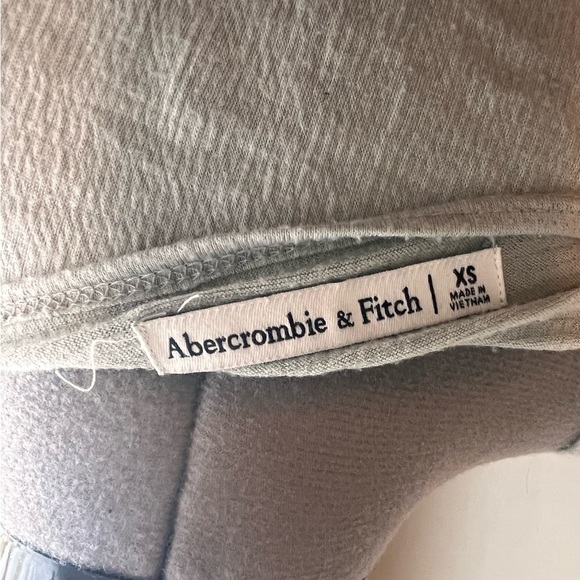 Abercrombie & Fitch | XS
MADE IN
VIETNAM